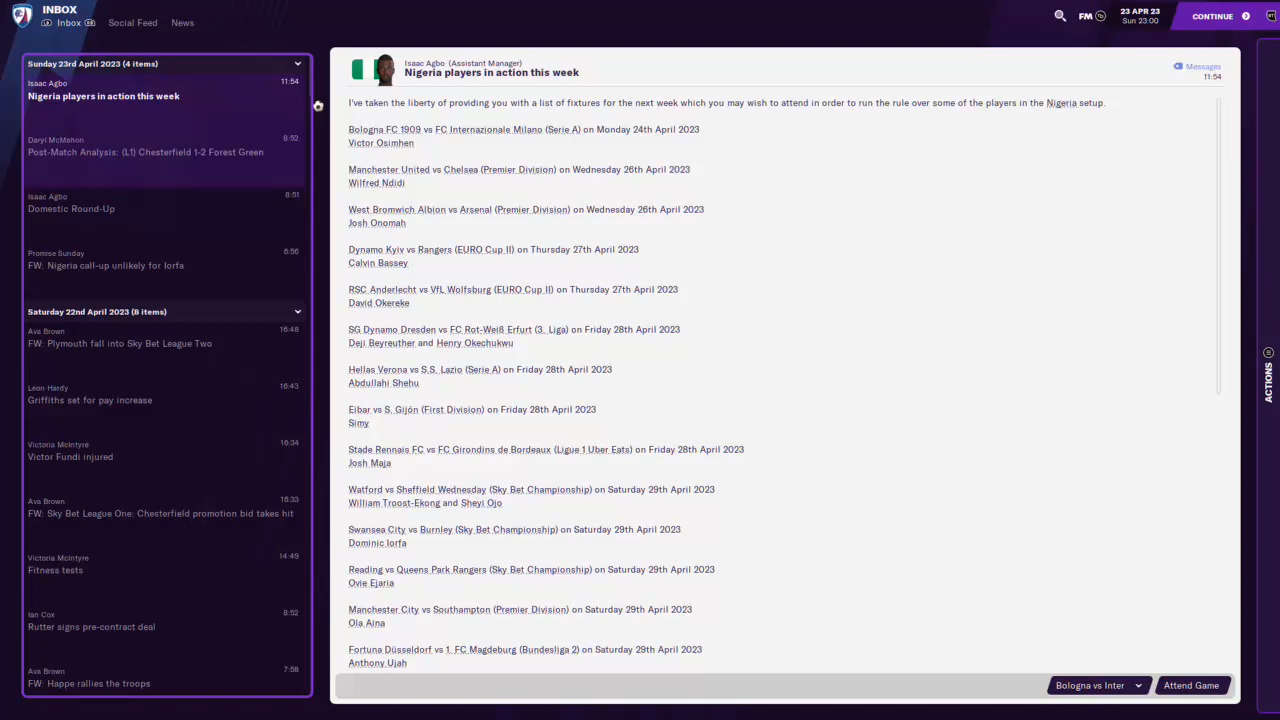 INBOX
Inbox
Social Feed
News
FM
23 APR 23
Sun 23:00
CONTINUE
Sunday 23rd April 2023 (4 items)
Isaac Agbo
11:54
Nigeria players in action this week
Daryl McMahon
8:52
Post-Match Analysis: (L1) Chesterfield 1-2 Forest Green
Isaac Agbo
8:51
Domestic Round-Up
Promise Sunday
6:56
FW: Nigeria call-up unlikely for Iorfa
Saturday 22nd April 2023 (8 items)
Ava Brown
16:48
FW: Plymouth fall into Sky Bet League Two
Leon Hardy
16:43
Griffiths set for pay increase
Victoria McIntyre
16:34
Victor Fundi injured
Ava Brown
16:33
FW: Sky Bet League One: Chesterfield promotion bid takes hit
Victoria McIntyre
14:49
Fitness tests
Ian Cox
8:52
Rutter signs pre-contract deal
Ava Brown
7:58
FW: Happe rallies the troops
Isaac Agbo (Assistant Manager)
Nigeria players in action this week
Messages
11:54
I've taken the liberty of providing you with a list of fixtures for the next week which you may wish to attend in order to run the rule over some of the players in the Nigeria setup.
Bologna FC 1909 vs FC Internazionale Milano (Serie A) on Monday 24th April 2023
Victor Osimhen
Manchester United vs Chelsea (Premier Division) on Wednesday 26th April 2023
Wilfred Ndidi
West Bromwich Albion vs Arsenal (Premier Division) on Wednesday 26th April 2023
Josh Onomah
Dynamo Kyiv vs Rangers (EURO Cup II) on Thursday 27th April 2023
Calvin Bassey
RSC Anderlecht vs VfL Wolfsburg (EURO Cup II) on Thursday 27th April 2023
David Okereke
SG Dynamo Dresden vs FC Rot-Weiß Erfurt (3. Liga) on Friday 28th April 2023
Deji Beyreuther and Henry Okechukwu
Hellas Verona vs S.S. Lazio (Serie A) on Friday 28th April 2023
Abdullahi Shehu
Eibar vs S. Gijón (First Division) on Friday 28th April 2023
Simy
Stade Rennais FC vs FC Girondins de Bordeaux (Ligue 1 Uber Eats) on Friday 28th April 2023
Josh Maja
Watford vs Sheffield Wednesday (Sky Bet Championship) on Saturday 29th April 2023
William Troost-Ekong and Sheyi Ojo
Swansea City vs Burnley (Sky Bet Championship) on Saturday 29th April 2023
Dominic Iorfa
Reading vs Queens Park Rangers (Sky Bet Championship) on Saturday 29th April 2023
Ovie Ejaria
Manchester City vs Southampton (Premier Division) on Saturday 29th April 2023
Ola Aina
Fortuna Düsseldorf vs 1. FC Magdeburg (Bundesliga 2) on Saturday 29th April 2023
Anthony Ujah
Bologna vs Inter
Attend Game
ACTIONS